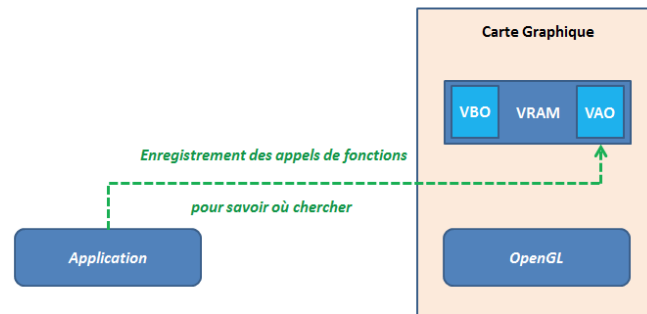 Carte Graphique
VBO VRAM VAO
Enregistrement des appels de fonctions
pour savoir où chercher
Application
OpenGL